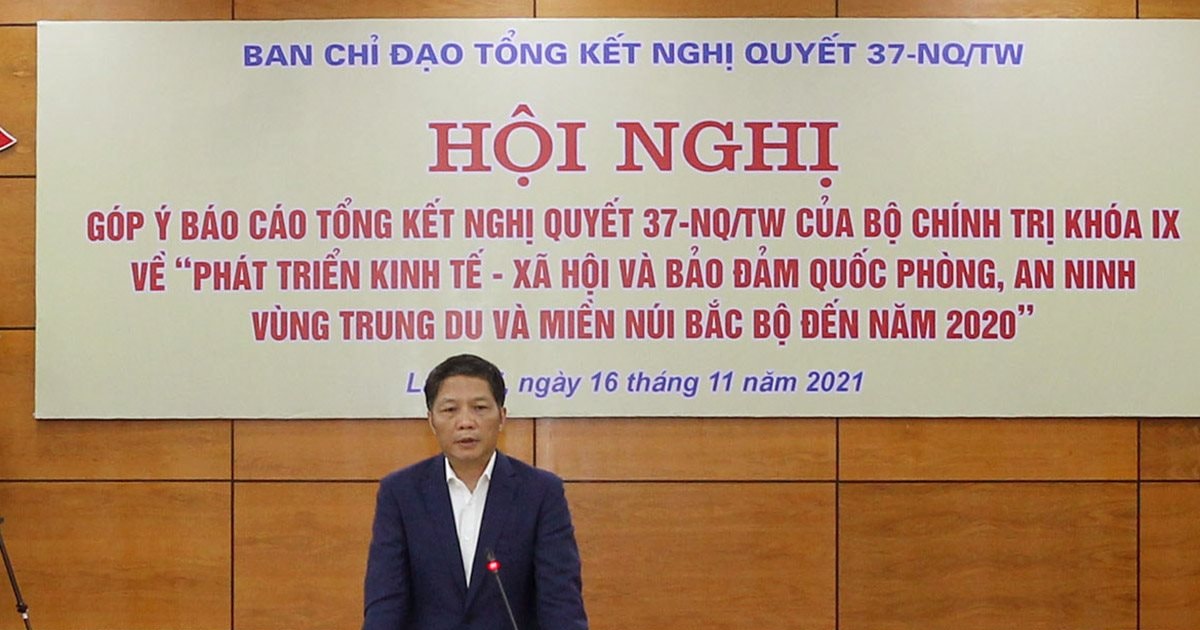 BAN CHỈ ĐẠO TỔNG KẾT NGHỊ QUYẾT 37-NQ/TW
HỘI NGHỊ
GÓP Ý BÁO CÁO TỔNG KẾT NGHỊ QUYẾT 37-NQ/TW CỦA BỘ CHÍNH TRỊ KHÓA IX
VỀ “PHÁT TRIỂN KINH TẾ - XÃ HỘI VÀ BẢO ĐẢM QUỐC PHÒNG, AN NINH
VÙNG TRUNG DU VÀ MIỀN NÚI BẮC BỘ ĐẾN NĂM 2020”
ngày 16 tháng 11 năm 2021